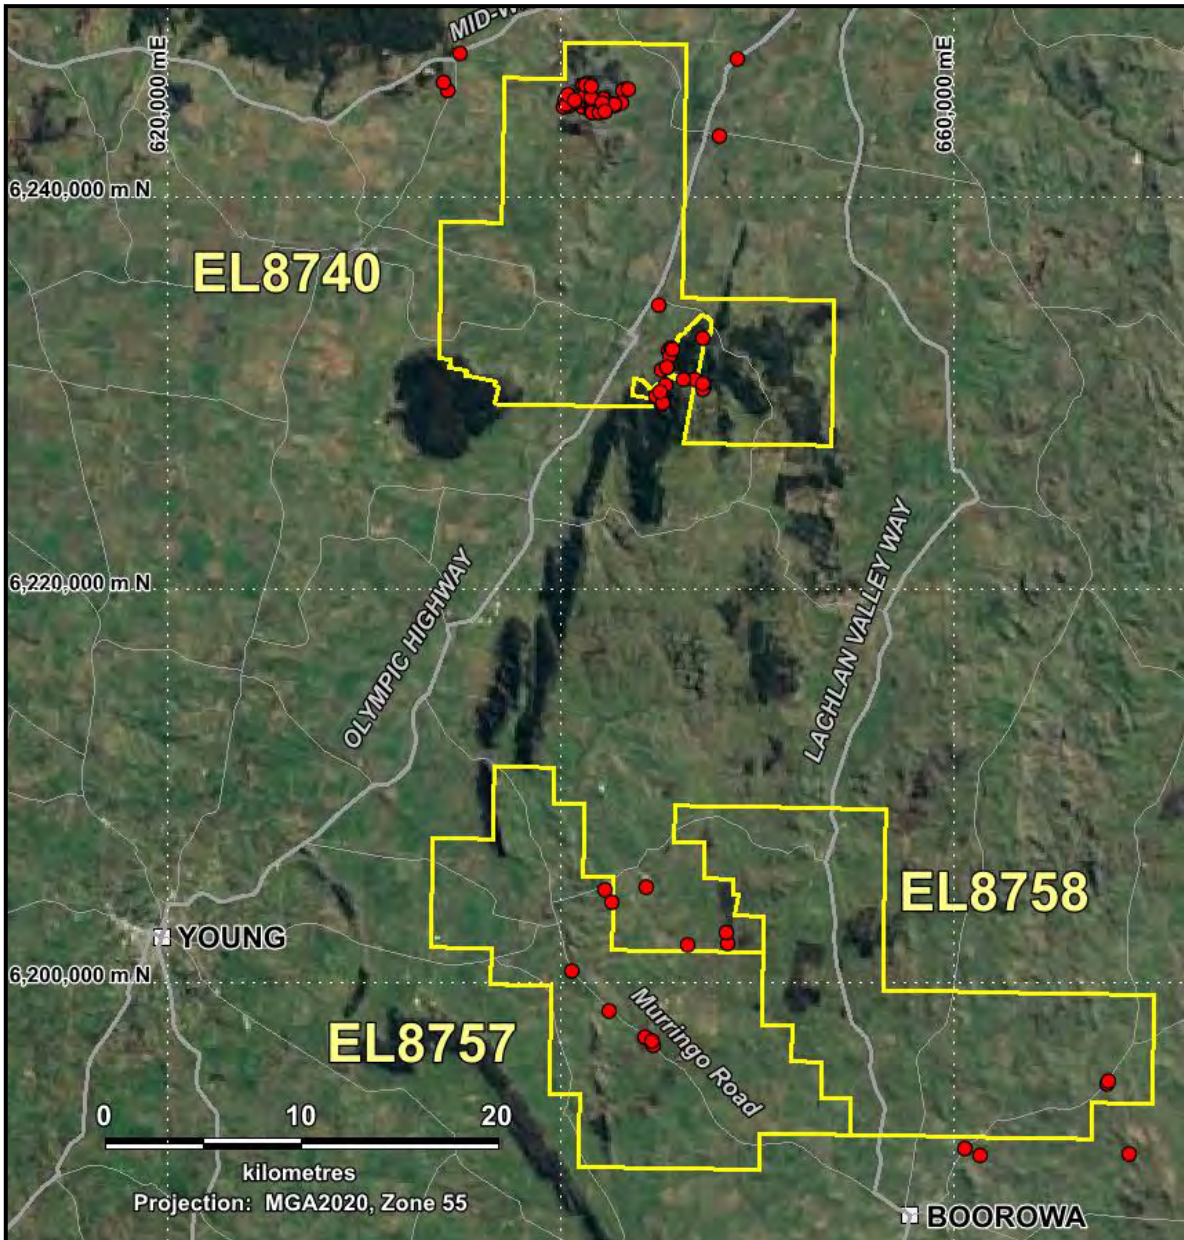 MID-W
620,000 mE
660,000 mE
6,240,000 m N
EL8740
6,220,000 m N
OLYMPIC HIGHWAY
LACHLAN VALLEY WAY
EL8758
YOUNG
6,200,000 m N
EL8757
Murringo Road
0 10 20
kilometres
Projection: MGA2020, Zone 55
BOOROWA